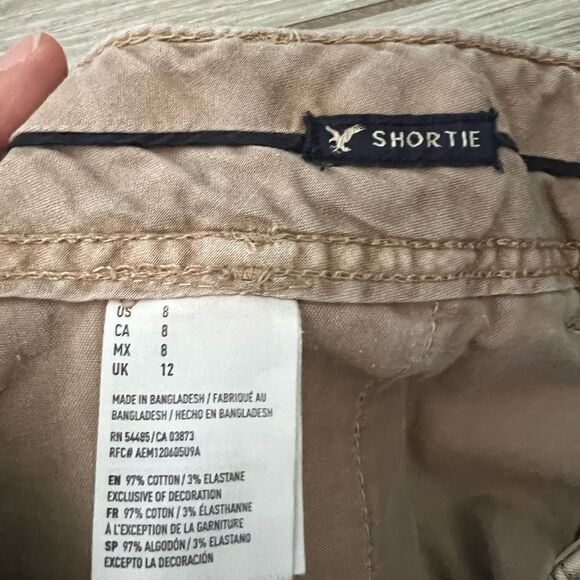 SHORTIE
US 8
CA 8
MX 8
UK 12
MADE IN BANGLADESH / FABRIQUÉ AU
BANGLADESH / HECHO EN BANGLADESH
RN 54485/CA 03873
RFC# AEM120605U9A
EN 97% COTTON / 3% ELASTANE
EXCLUSIVE OF DECORATION
FR 97% COTON / 3% ÉLASTHANNE
À L'EXCEPTION DE LA GARNITURE
SP 97% ALGODÓN / 3% ELASTANO
EXCEPTO LA DECORACIÓN